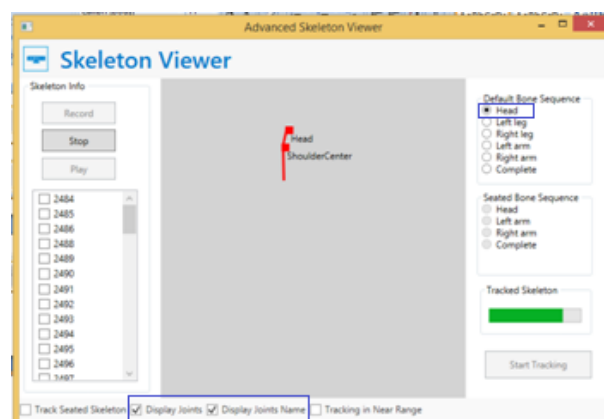 Advanced Skeleton Viewer
Skeleton Viewer
Skeleton Info
Record
Stop
Play
2484
2485
2486
2488
2489
2490
2491
2492
2493
2494
2495
2496
2497
Head
ShoulderCenter
Default Bone Sequence
Head
Left leg
Right leg
Left arm
Right arm
Complete
Seated Bone Sequence
Head
Left arm
Right arm
Complete
Tracked Skeleton
Start Tracking
Track Seated Skeleton Display Joints Display Joints Name Tracking in Near Range